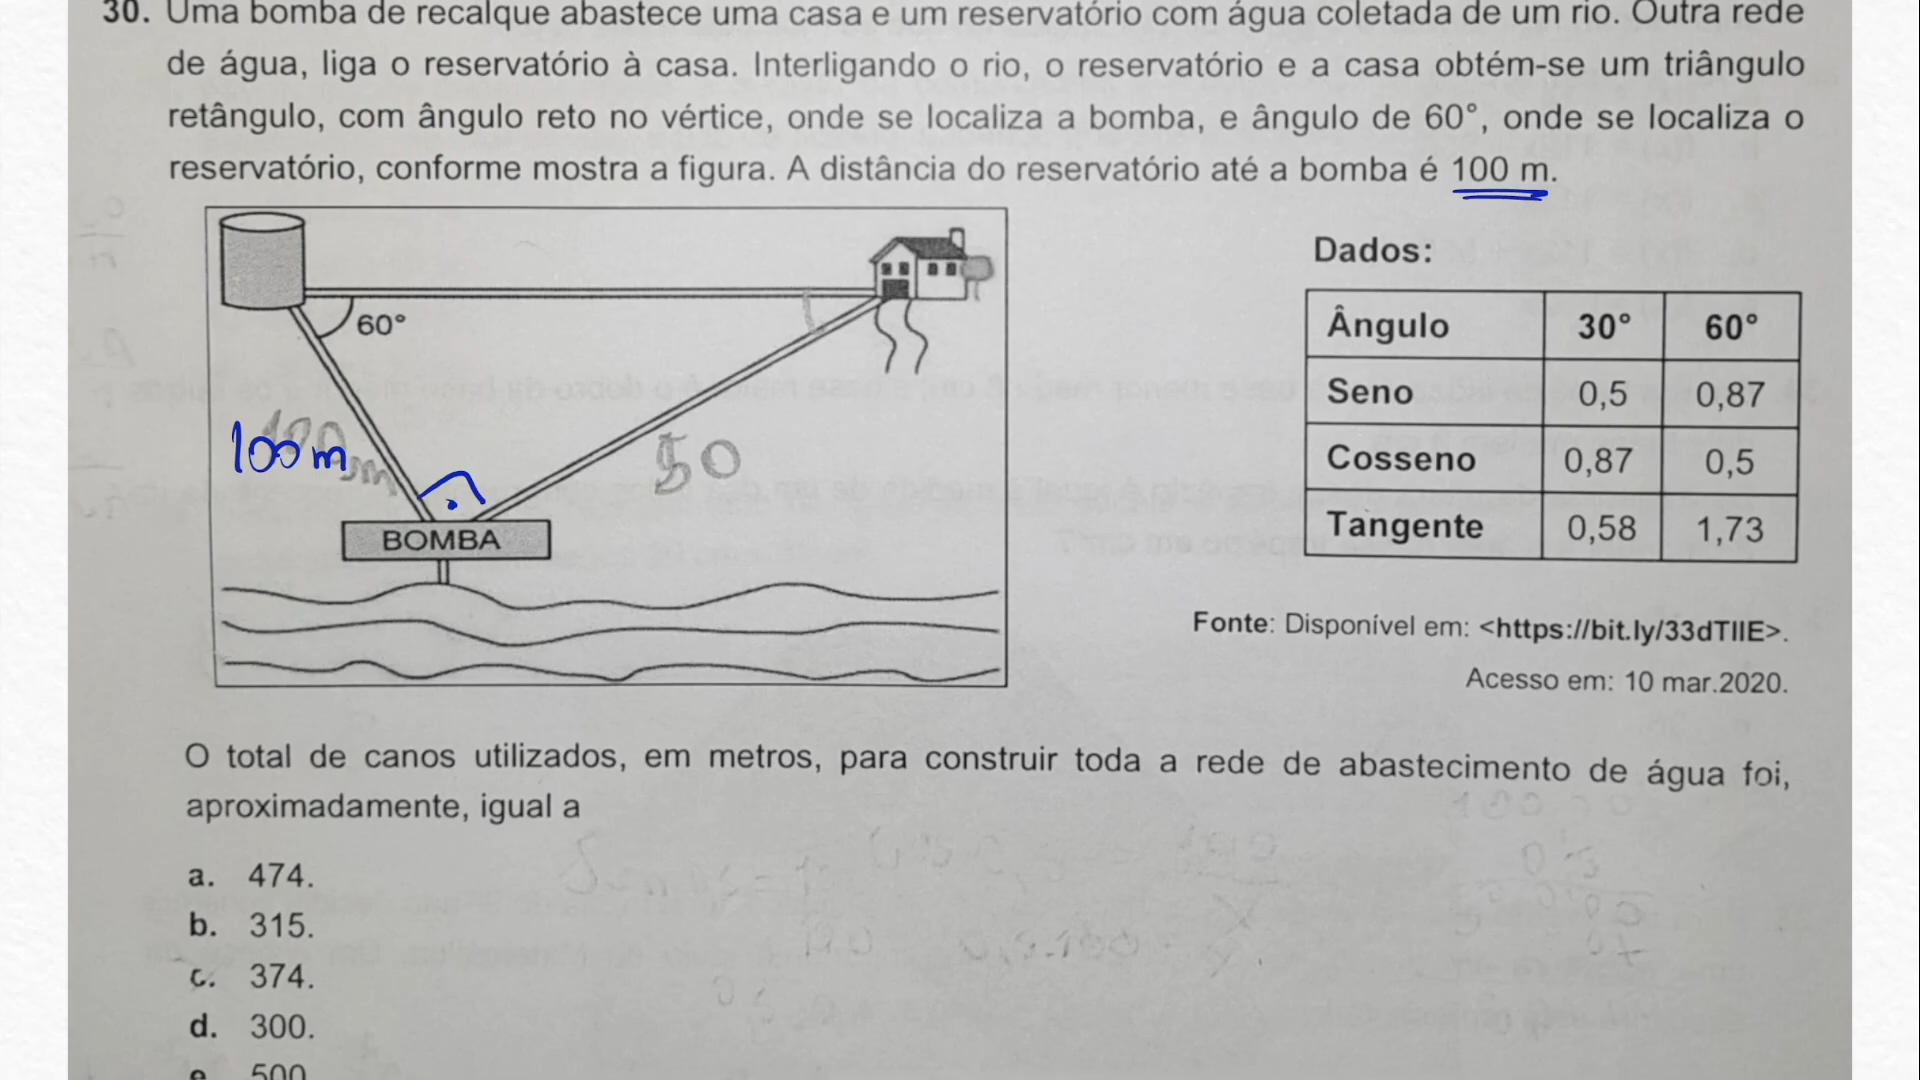 30. Uma bomba de recalque abastece uma casa e um reservatório com água coletada de um rio. Outra rede
de água, liga o reservatório à casa. Interligando o rio, o reservatório e a casa obtém-se um triângulo
retângulo, com ângulo reto no vértice, onde se localiza a bomba, e ângulo de 60°, onde se localiza o
reservatório, conforme mostra a figura. A distância do reservatório até a bomba é 100 m.
60°
100 m
50
BOMBA
Dados:
Ângulo 30° 60°
Seno 0,5 0,87
Cosseno 0,87 0,5
Tangente 0,58 1,73
Fonte: Disponível em: <https://bit.ly/33dTIIE>.
Acesso em: 10 mar.2020.
O total de canos utilizados, em metros, para construir toda a rede de abastecimento de água foi,
aproximadamente, igual a
a. 474.
b. 315.
c. 374.
d. 300.
e 500